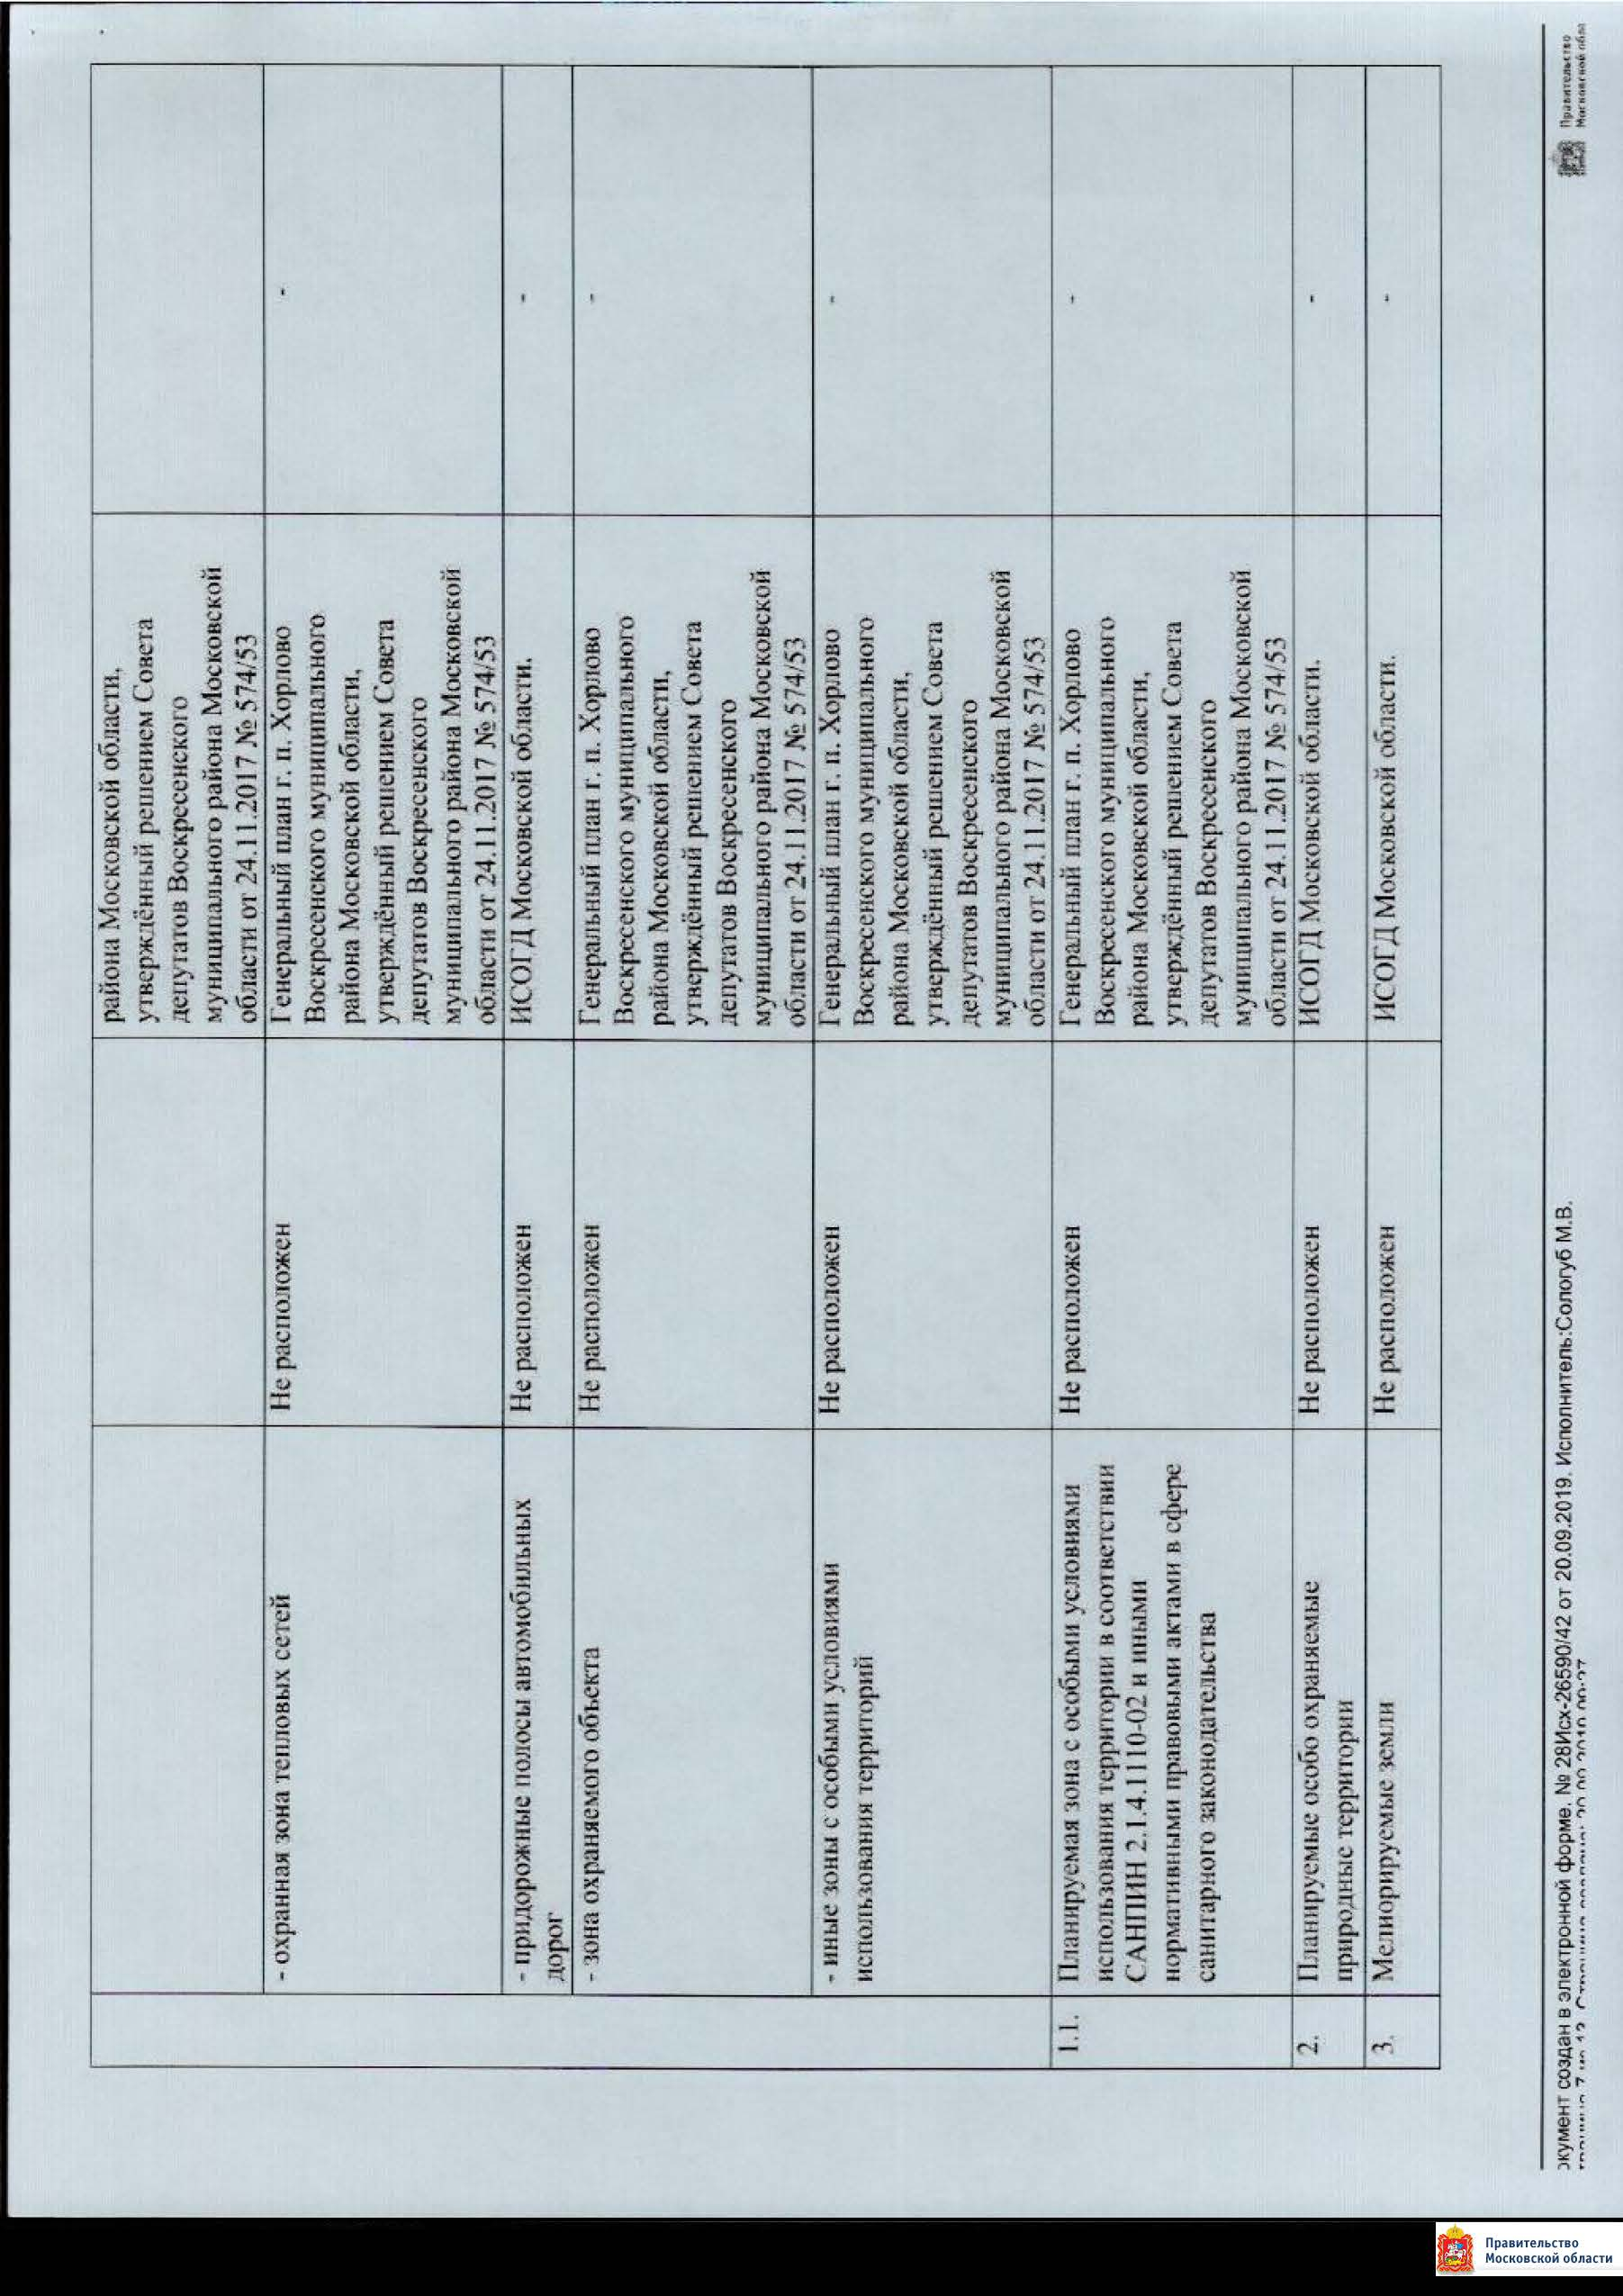 района Московской области,
утверждённый решением Совета
депутатов Воскресенского
муниципального района Московской
области от 24.11.2017 № 574/53
- охранная зона тепловых сетей
Не расположен
Генеральный план г. п. Хорлово
Воскресенского муниципального
района Московской области,
утверждённый решением Совета
депутатов Воскресенского
муниципального района Московской
области от 24.11.2017 № 574/53
-
- придорожные полосы автомобильных
дорог
Не расположен
ИСОГД Московской области.
-
- зона охраняемого объекта
Не расположен
Генеральный план г. п. Хорлово
Воскресенского муниципального
района Московской области,
утверждённый решением Совета
депутатов Воскресенского
муниципального района Московской
области от 24.11.2017 № 574/53
-
- иные зоны с особыми условиями
использования территорий
Не расположен
Генеральный план г. п. Хорлово
Воскресенского муниципального
района Московской области,
утверждённый решением Совета
депутатов Воскресенского
муниципального района Московской
области от 24.11.2017 № 574/53
-
1.1.
Планируемая зона с особыми условиями
использования территории в соответствии
САНПИН 2.1.4.1110-02 и иными
нормативными правовыми актами в сфере
санитарного законодательства
Не расположен
Генеральный план г. п. Хорлово
Воскресенского муниципального
района Московской области,
утверждённый решением Совета
депутатов Воскресенского
муниципального района Московской
области от 24.11.2017 № 574/53
-
2.
Планируемые особо охраняемые
природные территории
Не расположен
ИСОГД Московской области.
-
3.
Мелиорируемые земли
Не расположен
ИСОГД Московской области.
-
окумент создан в электронной форме. № 28Исх-26590/42 от 20.09.2019. Исполнитель:Сологуб М.В.
Правительство
Московской обла
Правительство
Московской области